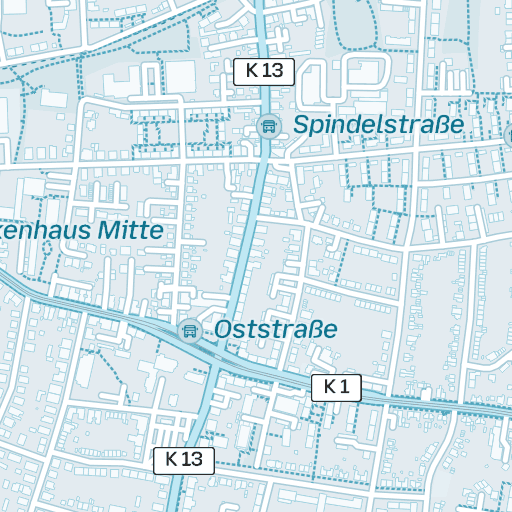 K 13
Spindelstraße
kenhaus Mitte
Oststraße
K 1
K 13